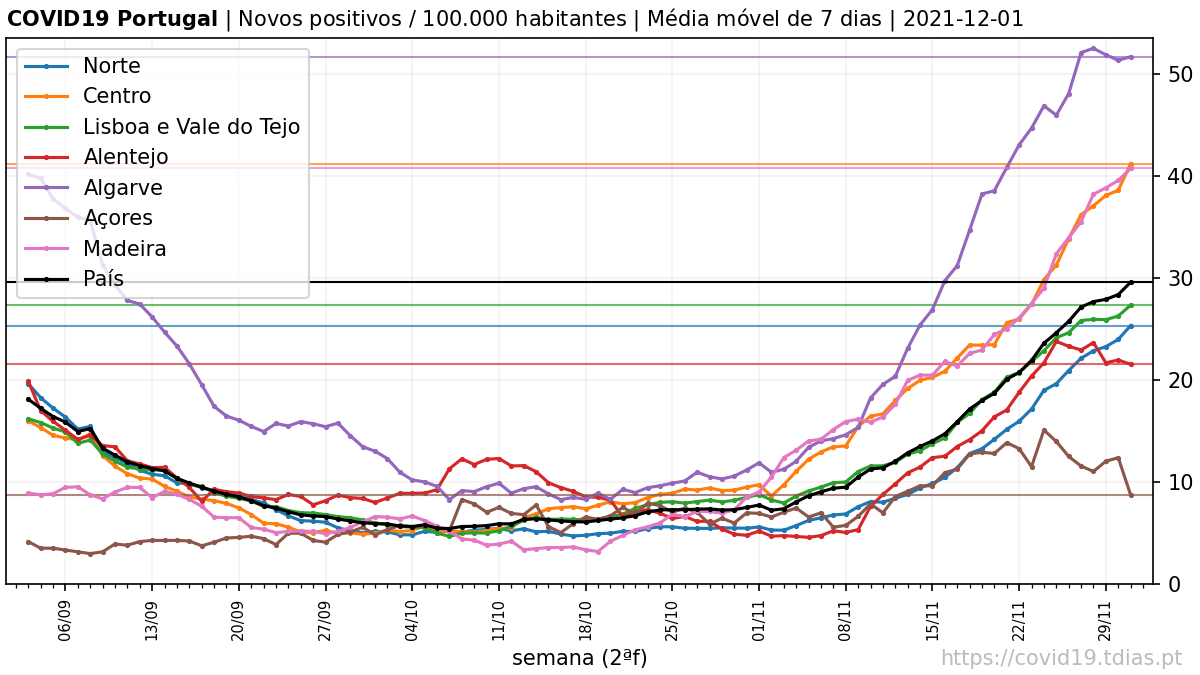 COVID19 Portugal | Novos positivos / 100.000 habitantes | Média móvel de 7 dias | 2021-12-01
Norte
Centro
Lisboa e Vale do Tejo
Alentejo
Algarve
Açores
Madeira
País
50
40
30
20
10
0
06/09
13/09
20/09
27/09
04/10
11/10
18/10
25/10
01/11
08/11
15/11
22/11
29/11
semana (2ªf)
https://covid19.tdias.pt